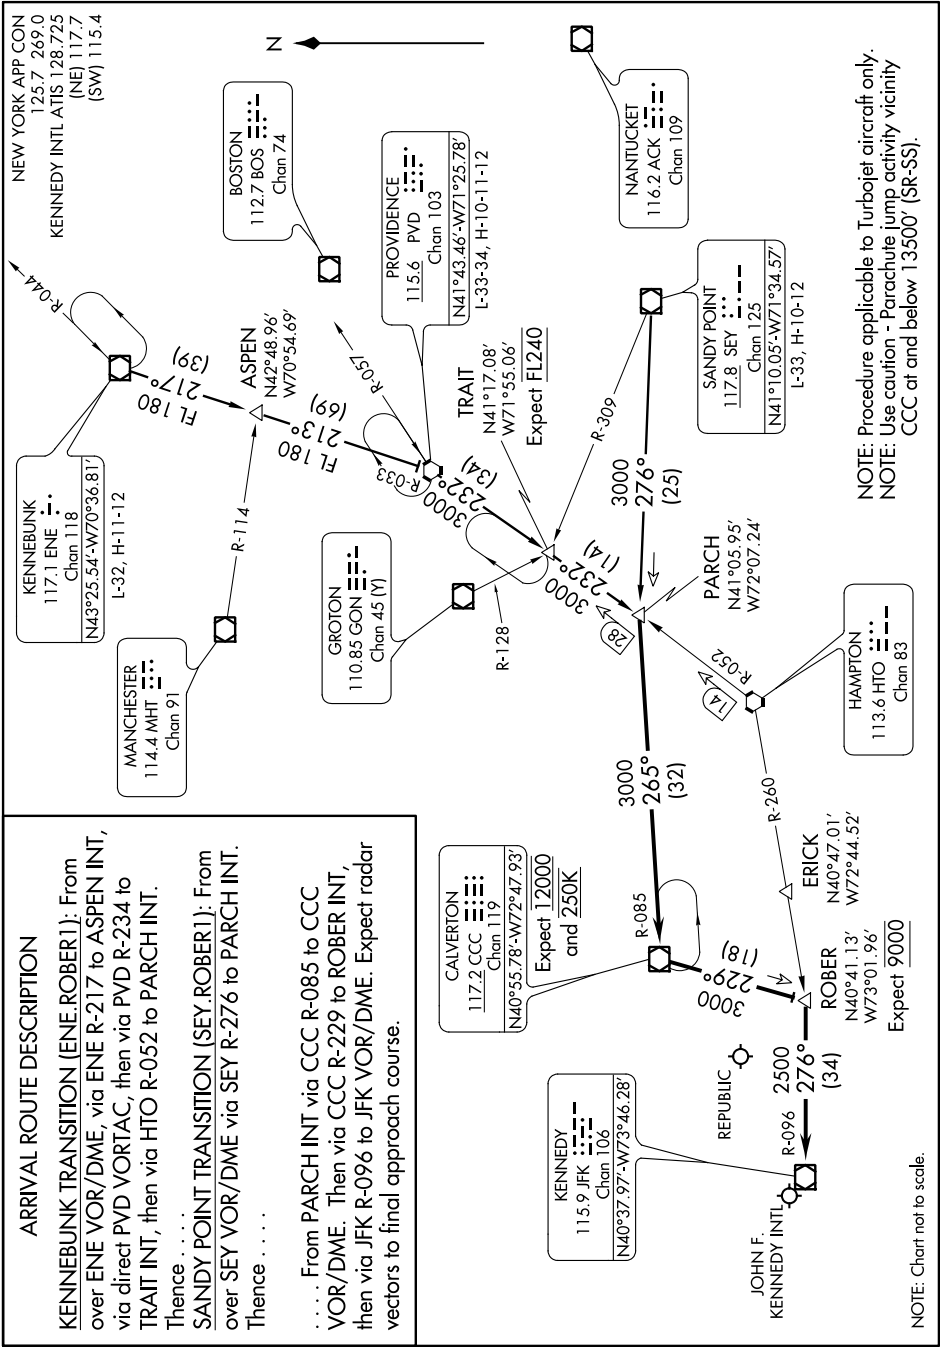 NEW YORK APP CON
125.7 269.0
KENNEDY INTL ATIS 128.725
(NE) 117.7
(SW) 115.4
ARRIVAL ROUTE DESCRIPTION
KENNEBUNK TRANSITION (ENE.ROBER1): From
over ENE VOR/DME, via ENE R-217 to ASPEN INT,
via direct PVD VORTAC, then via PVD R-234 to
TRAIT INT, then via HTO R-052 to PARCH INT.
Thence . . . .
SANDY POINT TRANSITION (SEY.ROBER1): From
over SEY VOR/DME via SEY R-276 to PARCH INT.
Thence . . . .
. . . . From PARCH INT via CCC R-085 to CCC
VOR/DME. Then via CCC R-229 to ROBER INT,
then via JFK R-096 to JFK VOR/DME. Expect radar
vectors to final approach course.
MANCHESTER
114.4 MHT
Chan 91
R-114
KENNEBUNK
117.1 ENE
Chan 118
N43°25.54'-W70°36.81'
L-32, H-11-12
R-044
FL 180
217°
(39)
ASPEN
N42°48.96'
W70°54.69'
FL 180
213°
(69)
BOSTON
112.7 BOS
Chan 74
N
R-057
R-033
PROVIDENCE
115.6 PVD
Chan 103
N41°43.46'-W71°25.78'
L-33-34, H-10-11-12
3000
232°
(34)
GROTON
110.85 GON
Chan 45 (Y)
R-128
TRAIT
N41°17.08'
W71°55.06'
Expect FL240
R-309
3000
232°
(14)
28
NANTUCKET
116.2 ACK
Chan 109
SANDY POINT
117.8 SEY
Chan 125
N41°10.05'-W71°34.57'
L-33, H-10-12
3000
276°
(25)
PARCH
N41°05.95'
W72°07.24'
R-052
14
HAMPTON
113.6 HTO
Chan 83
R-260
3000
265°
(32)
R-085
CALVERTON
117.2 CCC
Chan 119
N40°55.78'-W72°47.93'
Expect 12000
and 250K
3000
229°
(18)
ERICK
N40°47.01'
W72°44.52'
ROBER
N40°41.13'
W73°01.96'
Expect 9000
REPUBLIC
2500
276°
(34)
R-096
KENNEDY
115.9 JFK
Chan 106
N40°37.97'-W73°46.28'
JOHN F.
KENNEDY INTL
NOTE: Procedure applicable to Turbojet aircraft only.
NOTE: Use caution - Parachute jump activity vicinity
CCC at and below 13500' (SR-SS).
NOTE: Chart not to scale.